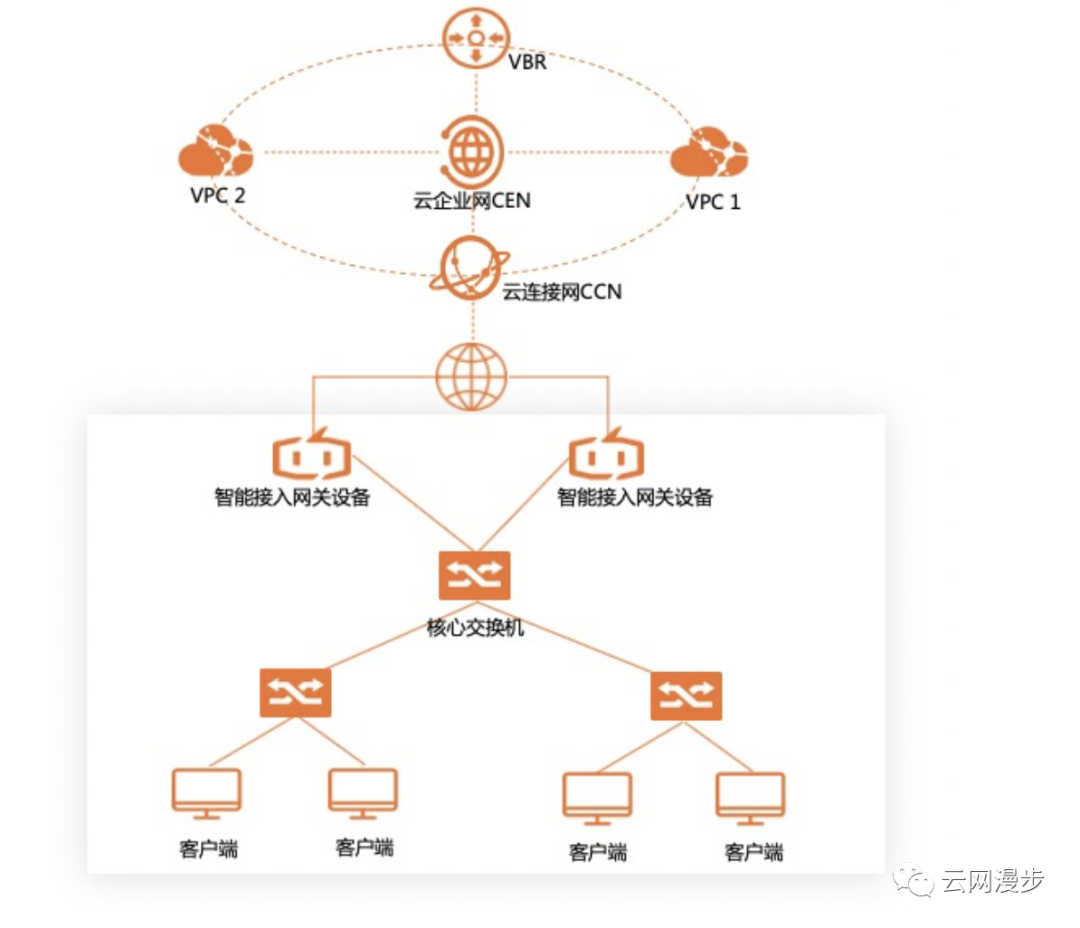 VBR
VPC 2
云企业网CEN
VPC 1
云连接网CCN
智能接入网关设备
智能接入网关设备
核心交换机
客户端
客户端
客户端
客户端
云网漫步